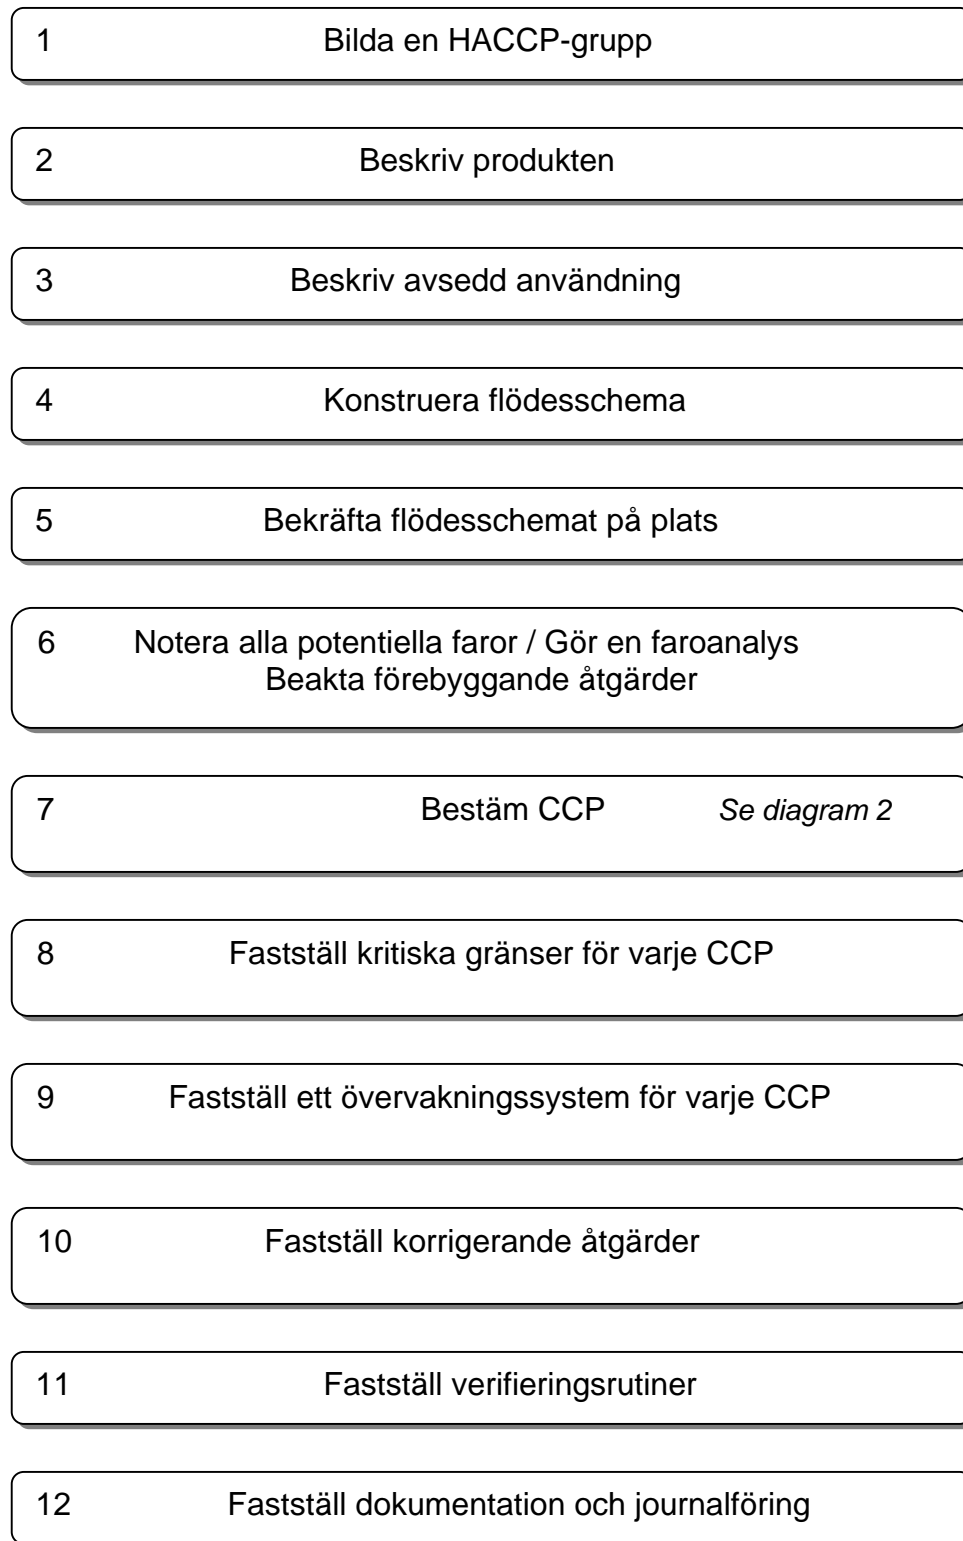 1 Bilda en HACCP-grupp
2 Beskriv produkten
3 Beskriv avsedd användning
4 Konstruera flödesschema
5 Bekräfta flödesschemat på plats
6 Notera alla potentiella faror / Gör en faroanalys
Beakta förebyggande åtgärder
7 Bestäm CCP Se diagram 2
8 Fastställ kritiska gränser för varje CCP
9 Fastställ ett övervakningssystem för varje CCP
10 Fastställ korrigerande åtgärder
11 Fastställ verifieringsrutiner
12 Fastställ dokumentation och journalföring